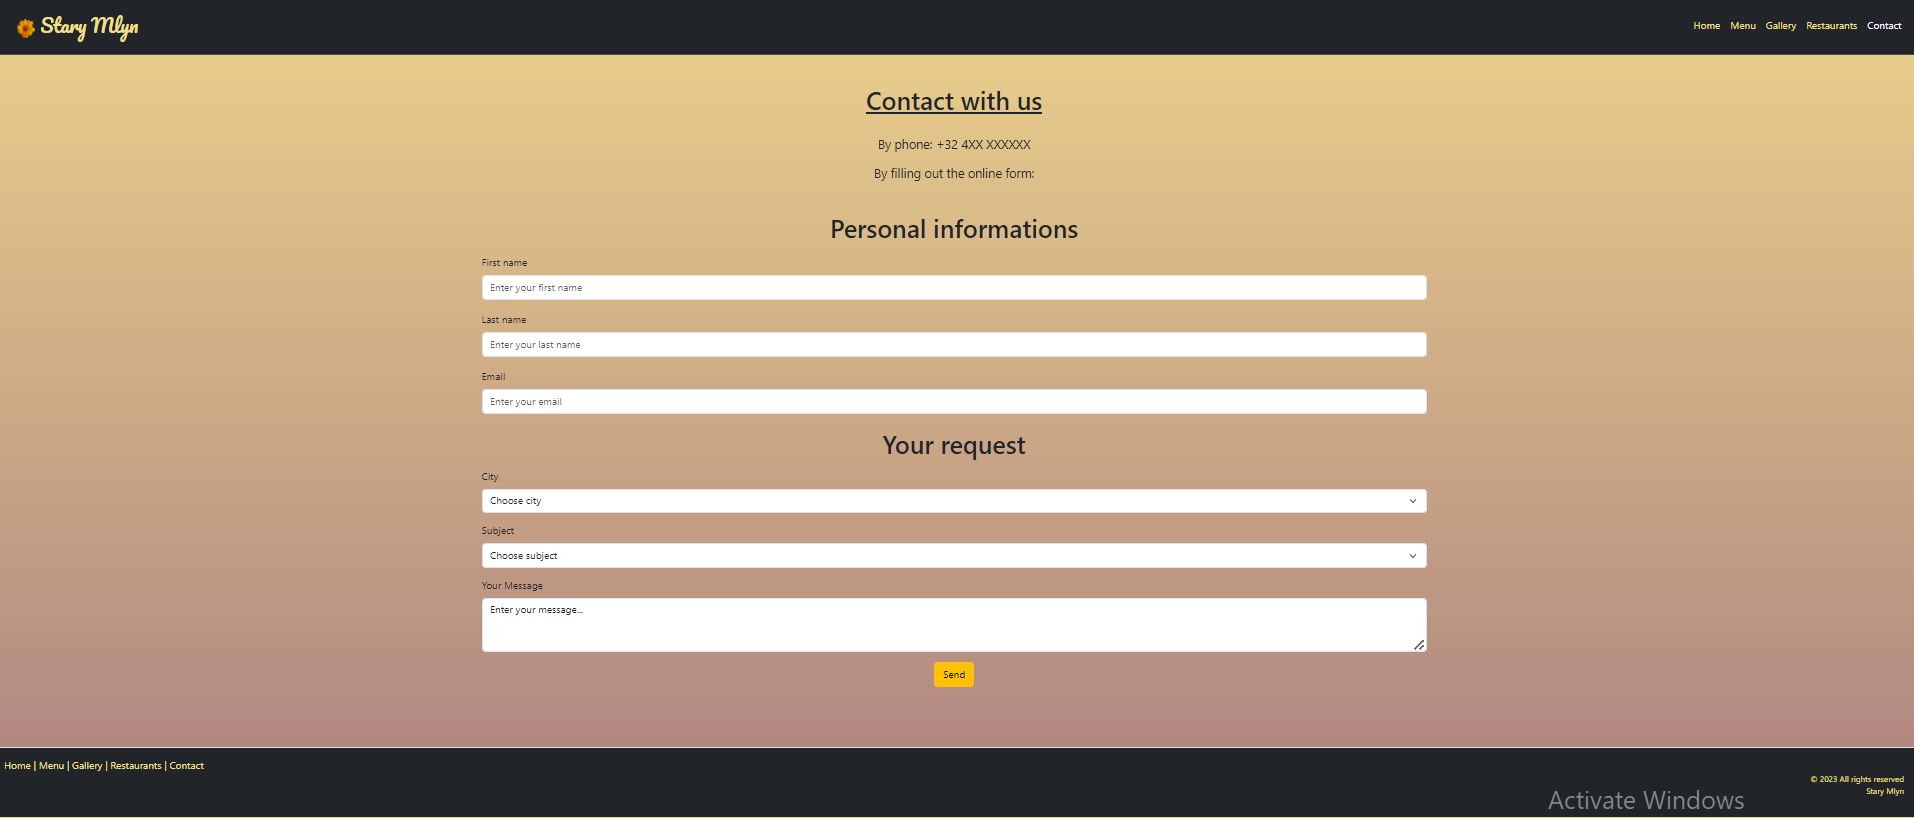 Stary Mlyn
Home Menu Gallery Restaurants Contact
Contact with us
By phone: +32 4XX XXXXXX
By filling out the online form:
Personal informations
First name
Enter your first name
Last name
Enter your last name
Email
Enter your email
Your request
City
Choose city
Subject
Choose subject
Your Message
Enter your message...
Send
Home | Menu | Gallery | Restaurants | Contact
© 2023 All rights reserved
Stary Mlyn
Activate Windows